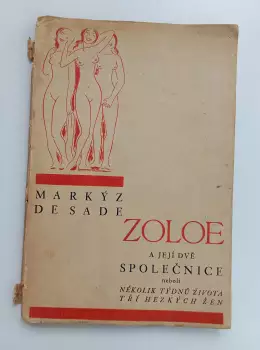 MARKÝZ
DE SADE
ZOLOE
A JEJÍ DVĚ
SPOLEČNICE
neboli
NĚKOLIK TÝDNŮ ŽIVOTA
TŘÍ HEZKÝCH ŽEN